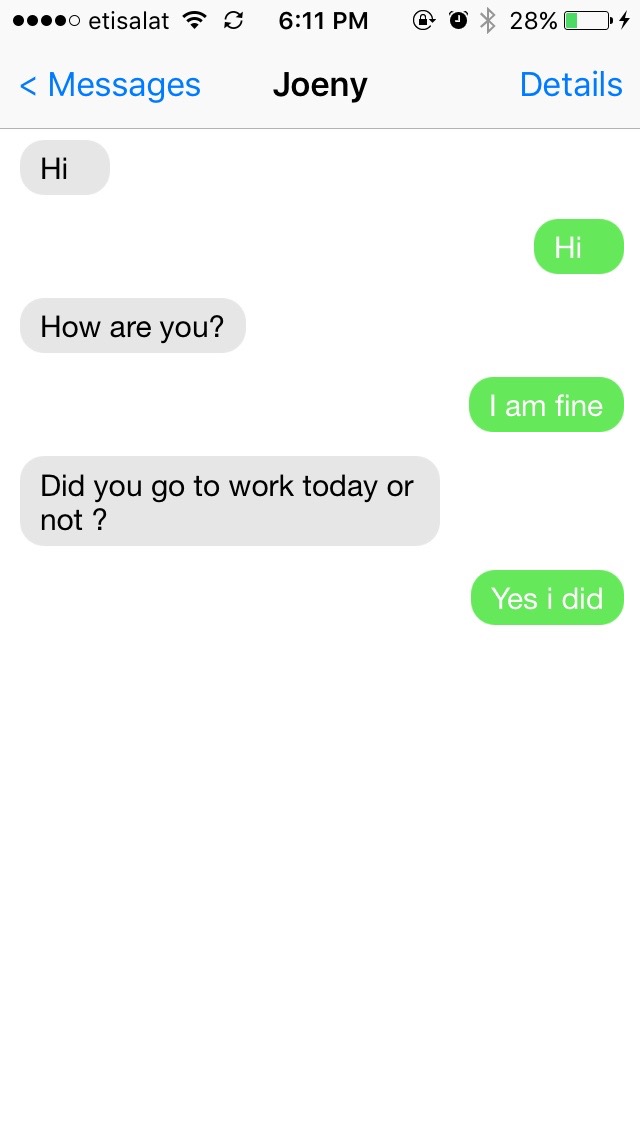 etisalat 6:11 PM 28%
< Messages Joeny Details
Hi
Hi
How are you?
I am fine
Did you go to work today or
not ?
Yes i did